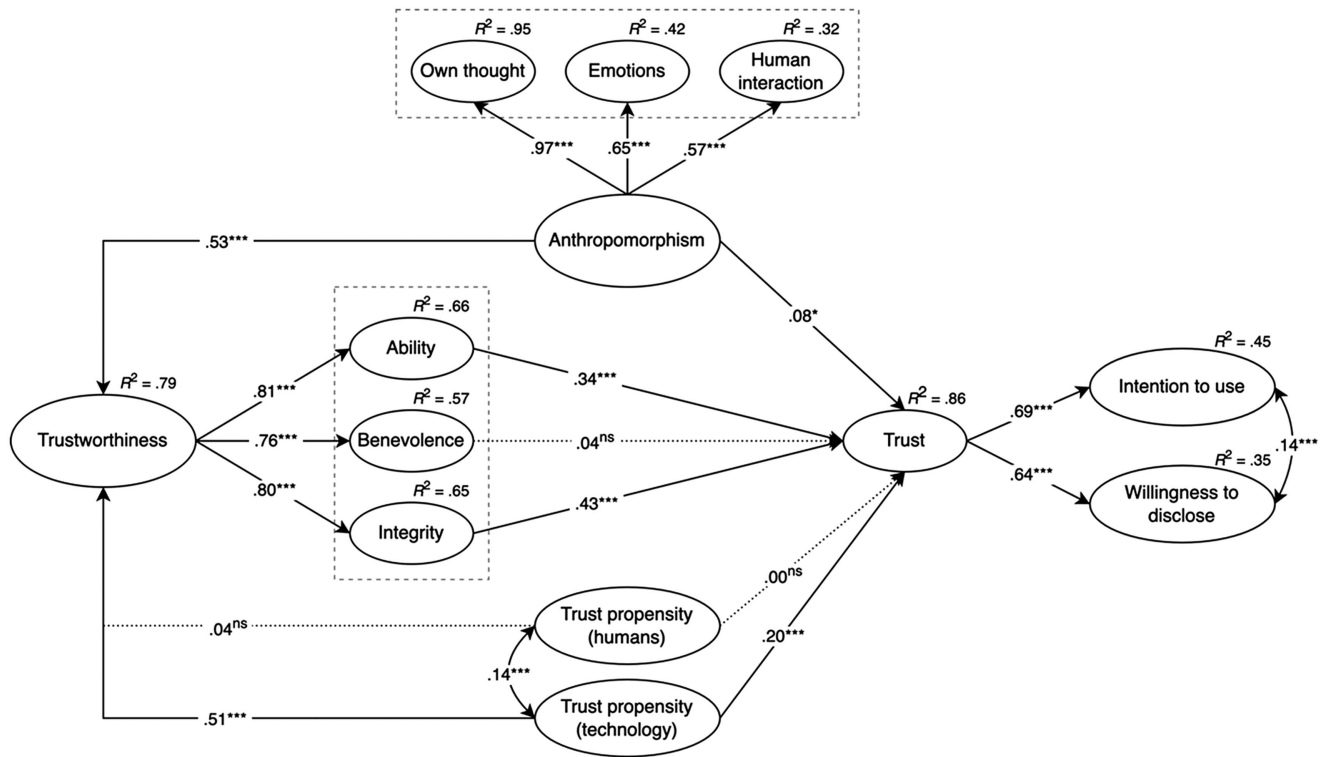 R² = .95
R² = .42
R² = .32
Own thought
Emotions
Human
interaction
.97***
.65***
.57***
Anthropomorphism
.53***
.08*
R² = .66
Ability
R² = .79
.81***
.34***
R² = .45
Intention to use
R² = .57
R² = .86
.69***
Trustworthiness
.76***
Benevolence
.04ns
Trust
.14***
R² = .35
.80***
R² = .65
.43***
.64***
Willingness to
disclose
Integrity
.00ns
Trust propensity
(humans)
.04ns
.20***
.14***
Trust propensity
(technology)
.51***